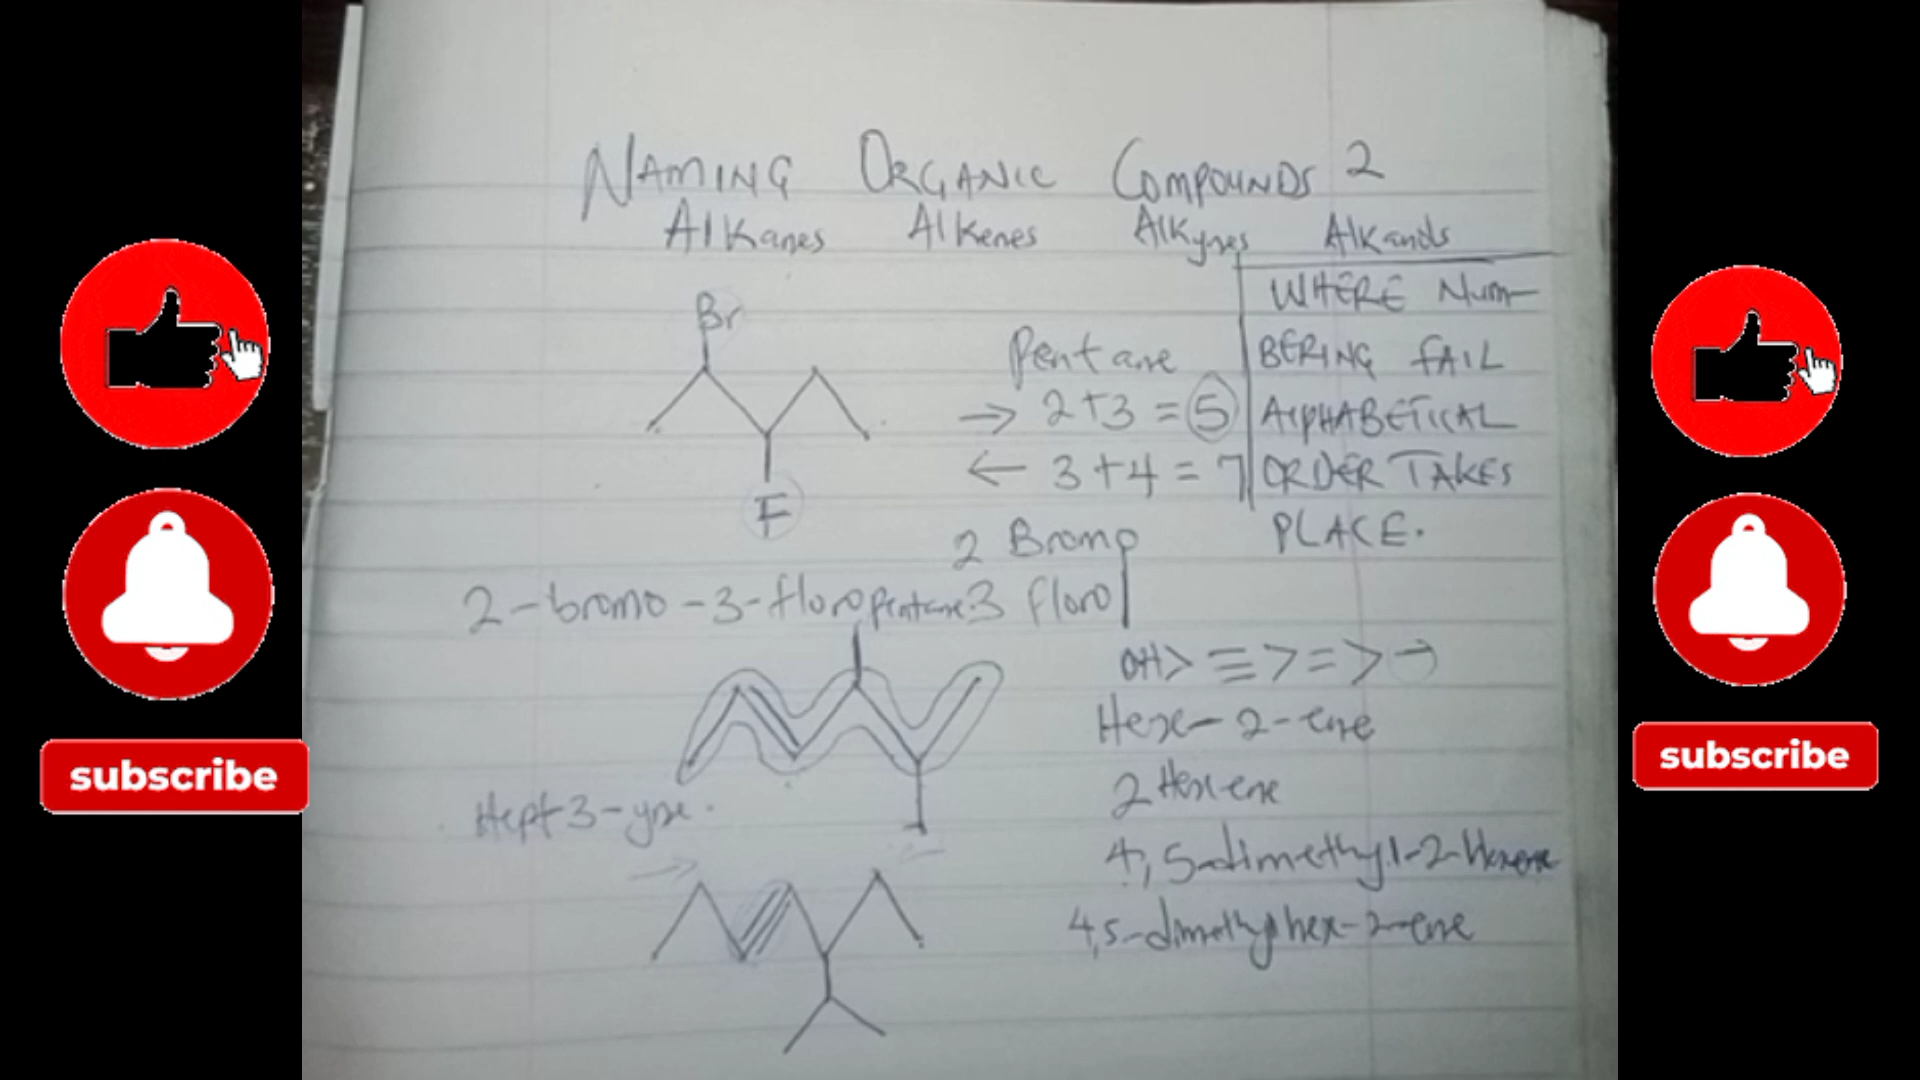 NAMING ORGANIC COMPOUNDS 2
Alkanes Alkenes Alkynes Alkanols
Br
F
Pentane
→ 2+3 = 5
← 3+4 = 7
WHERE NUM-
BERING FAIL
ALPHABETICAL
ORDER TAKES
PLACE.
2 Bromo
3 floro
2-bromo-3-floropentane.
OH > ≡ > = > -
Hex-2-ene
2 Hexene
4,5-dimethyl-2-Hexene
4,5-dimethylhex-2-ene
Hept 3-yne.
subscribe
subscribe